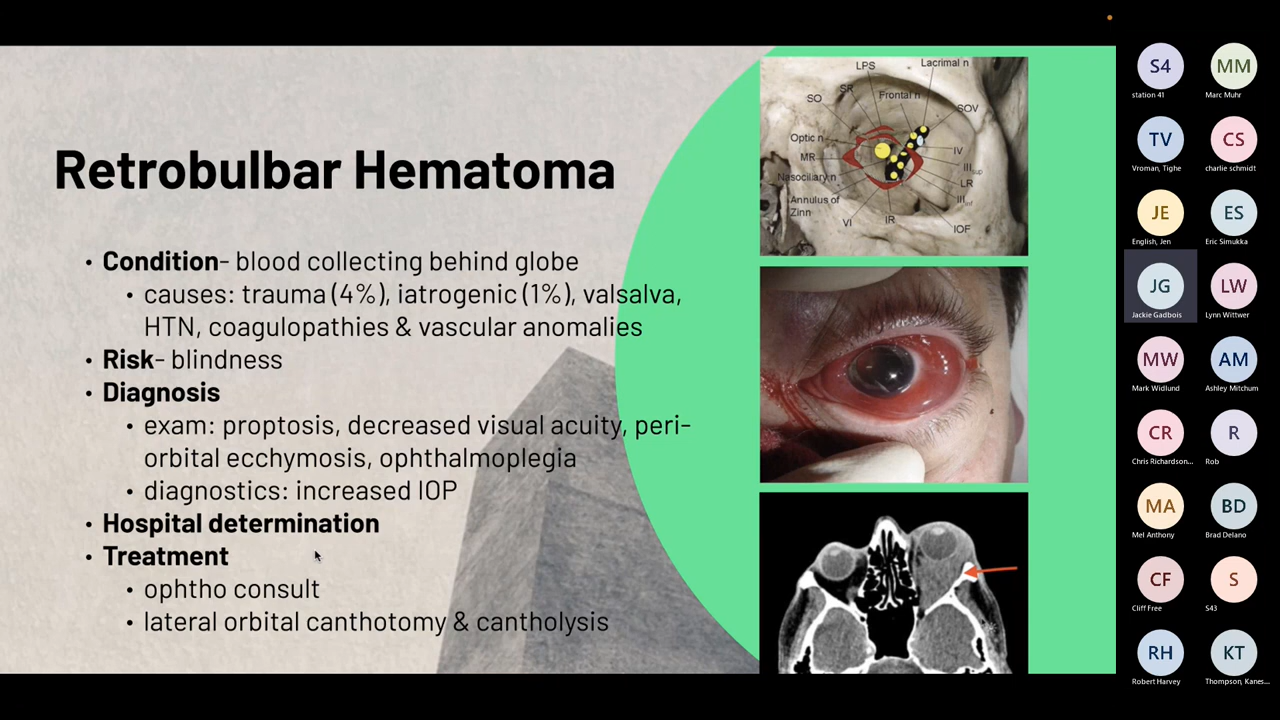 Retrobulbar Hematoma
• Condition- blood collecting behind globe
• causes: trauma (4%), iatrogenic (1%), valsalva,
HTN, coagulopathies & vascular anomalies
• Risk- blindness
• Diagnosis
• exam: proptosis, decreased visual acuity, peri-
orbital ecchymosis, ophthalmoplegia
• diagnostics: increased IOP
• Hospital determination
• Treatment
• ophtho consult
• lateral orbital canthotomy & cantholysis
LPS
Lacrimal n
SR
Frontal n
SO
SOV
Optic n
IV
MR
III sup
Nasociliary n
LR
Annulus of
Zinn
III inf
VI
IR
IOF
S4
station 41
MM
Marc Muhr
TV
Vroman, Tighe
CS
charlie schmidt
JE
English, Jen
ES
Eric Simukka
JG
Jackie Gadbois
LW
Lynn Wittwer
MW
Mark Widlund
AM
Ashley Mitchum
CR
Chris Richardson...
R
Rob
MA
Mel Anthony
BD
Brad Delano
CF
Cliff Free
S
S43
RH
Robert Harvey
KT
Thompson, Kanes...